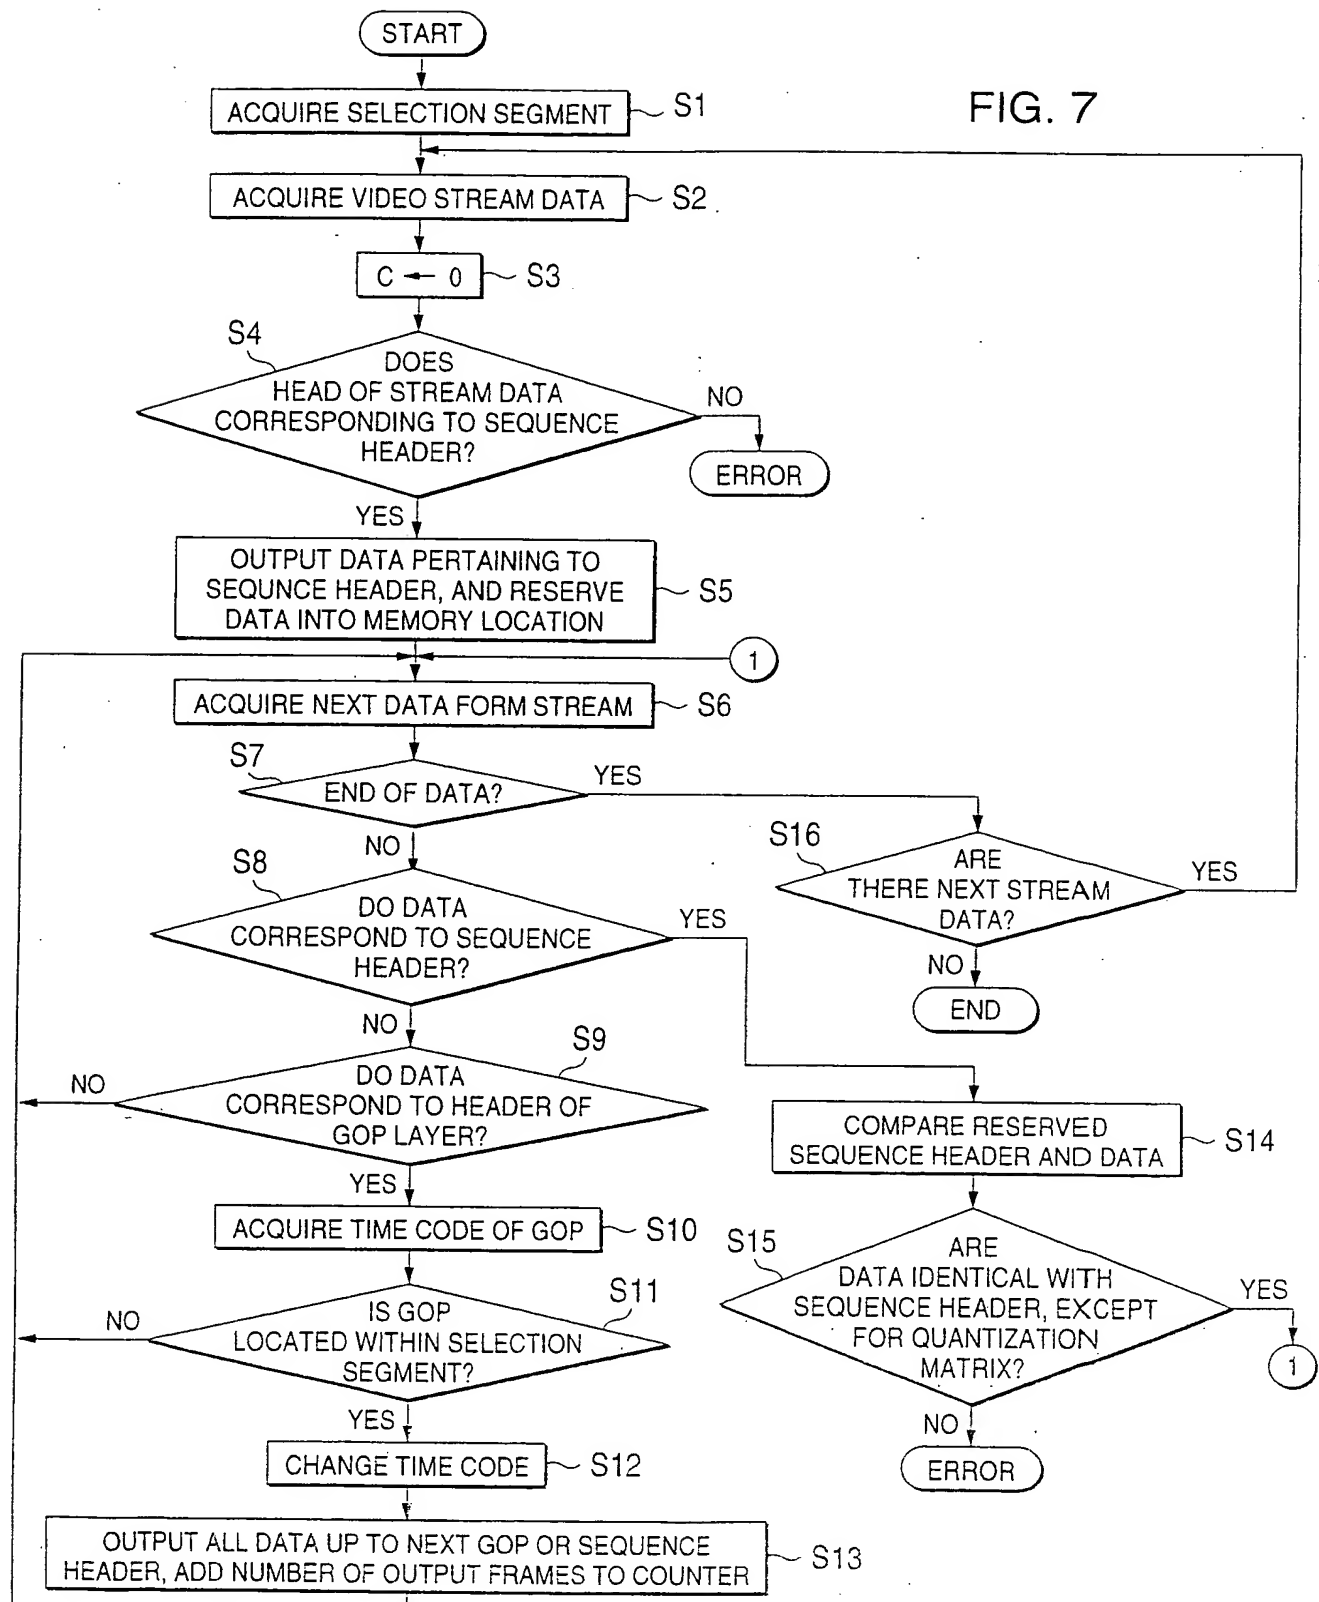 START
FIG. 7
ACQUIRE SELECTION SEGMENT
S1
ACQUIRE VIDEO STREAM DATA
S2
C ← 0
S3
S4
DOES
HEAD OF STREAM DATA
CORRESPONDING TO SEQUENCE
HEADER?
NO
ERROR
YES
OUTPUT DATA PERTAINING TO
SEQUNCE HEADER, AND RESERVE
DATA INTO MEMORY LOCATION
S5
1
ACQUIRE NEXT DATA FORM STREAM
S6
S7
END OF DATA?
YES
NO
S16
ARE
THERE NEXT STREAM
DATA?
YES
NO
END
S8
DO DATA
CORRESPOND TO SEQUENCE
HEADER?
YES
NO
S9
DO DATA
CORRESPOND TO HEADER OF
GOP LAYER?
NO
YES
COMPARE RESERVED
SEQUENCE HEADER AND DATA
S14
ACQUIRE TIME CODE OF GOP
S10
S15
ARE
DATA IDENTICAL WITH
SEQUENCE HEADER, EXCEPT
FOR QUANTIZATION
MATRIX?
YES
1
NO
ERROR
S11
IS GOP
LOCATED WITHIN SELECTION
SEGMENT?
NO
YES
CHANGE TIME CODE
S12
OUTPUT ALL DATA UP TO NEXT GOP OR SEQUENCE
HEADER, ADD NUMBER OF OUTPUT FRAMES TO COUNTER
S13